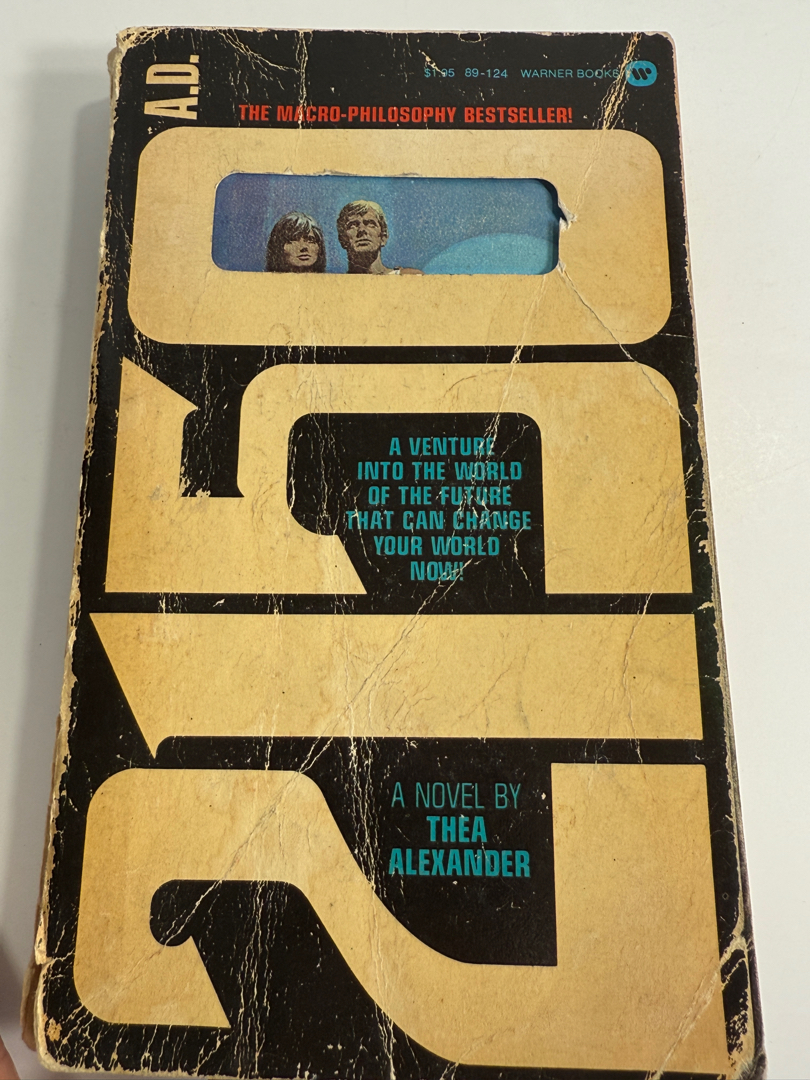 $1.95 89-124 WARNER BOOKS
THE MACRO-PHILOSOPHY BESTSELLER!
2150
A.D.
A VENTURE
INTO THE WORLD
OF THE FUTURE
THAT CAN CHANGE
YOUR WORLD
NOW!
A NOVEL BY
THEA
ALEXANDER